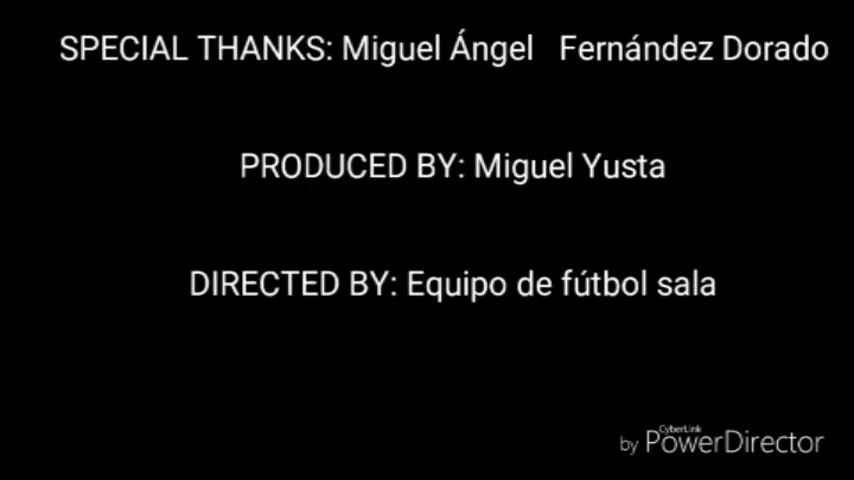 SPECIAL THANKS: Miguel Ángel Fernández Dorado
PRODUCED BY: Miguel Yusta
DIRECTED BY: Equipo de fútbol sala
CyberLink
by PowerDirector